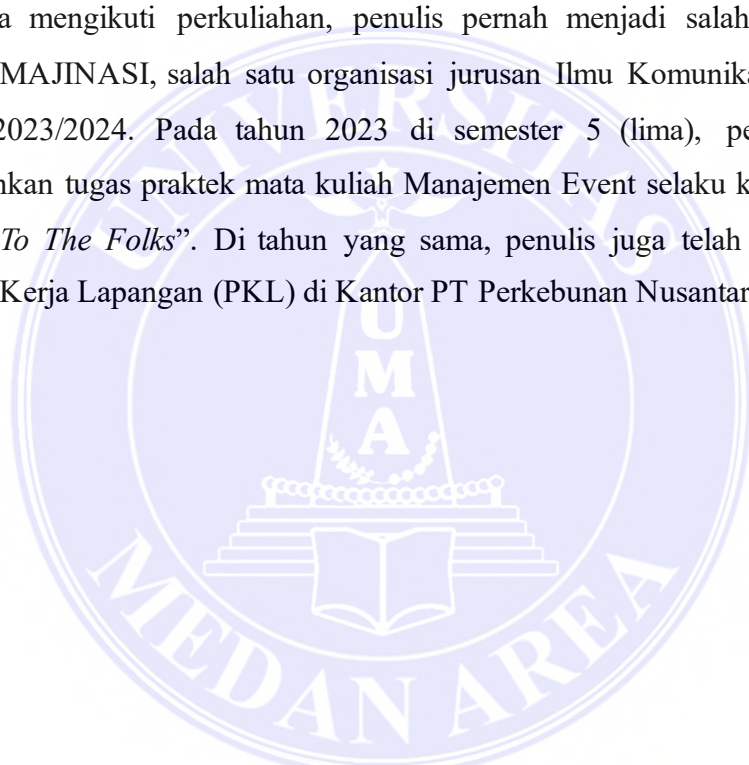 a mengikuti perkuliahan, penulis pernah menjadi salah
MAJINASI, salah satu organisasi jurusan Ilmu Komunika
2023/2024. Pada tahun 2023 di semester 5 (lima), pe
nkan tugas praktek mata kuliah Manajemen Event selaku k
To The Folks”. Di tahun yang sama, penulis juga telah
Kerja Lapangan (PKL) di Kantor PT Perkebunan Nusantar
UNIVERSITAS
UMA
MEDAN AREA